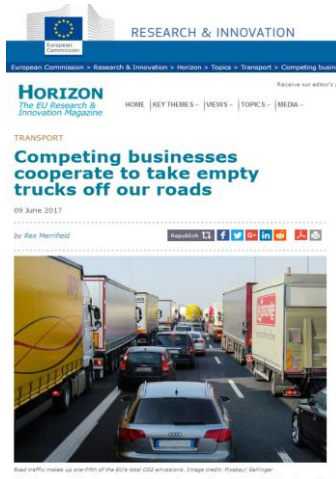 European
Commission
RESEARCH & INNOVATION
European Commission > Research & Innovation > Horizon > Topics > Transport > Competing busin
Receive our editor's
HORIZON
The EU Research &
Innovation Magazine
HOME KEY THEMES VIEWS TOPICS MEDIA
TRANSPORT
Competing businesses
cooperate to take empty
trucks off our roads
09 June 2017
by Rex Merrifield
Republish
Road traffic makes up one-fifth of the EU's total CO2 emissions. Image credit: Pixabay/ Gellinger